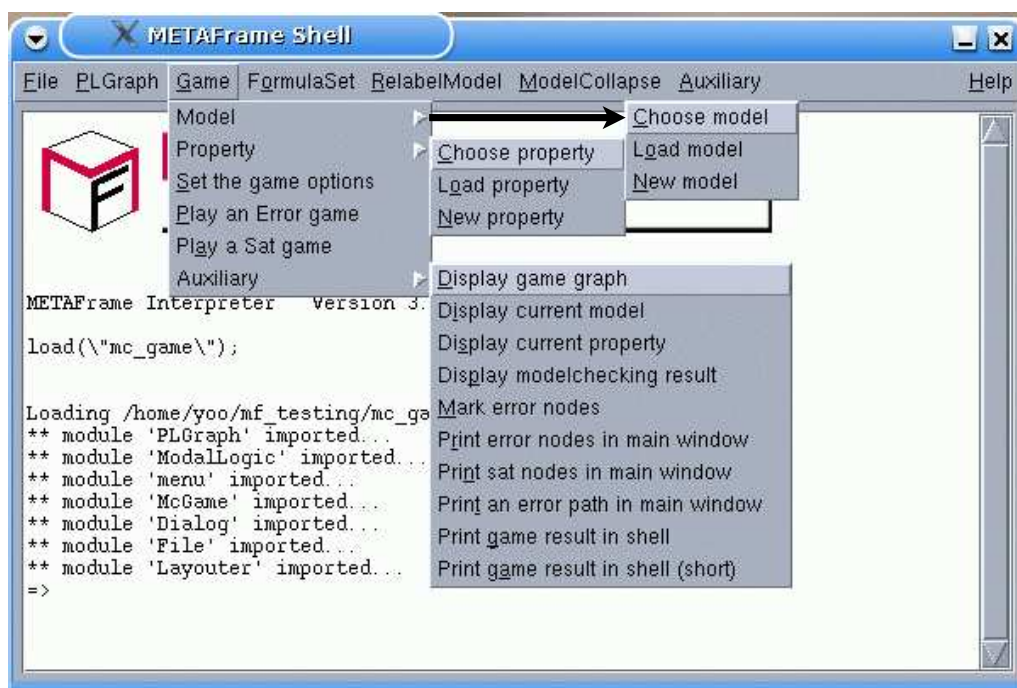 METAFrame Shell
File PLGraph Game FormulaSet RelabelModel ModelCollapse Auxiliary Help
Model
Property
Set the game options
Play an Error game
Play a Sat game
Auxiliary
Choose model
Load model
New model
Choose property
Load property
New property
Display game graph
Display current model
Display current property
Display modelchecking result
Mark error nodes
Print error nodes in main window
Print sat nodes in main window
Print an error path in main window
Print game result in shell
Print game result in shell (short)
F
METAFrame Interpreter Version 3.
load(\"mc_game\");
Loading /home/yoo/mf_testing/mc_ga
** module 'PLGraph' imported...
** module 'ModalLogic' imported...
** module 'menu' imported...
** module 'McGame' imported...
** module 'Dialog' imported...
** module 'File' imported...
** module 'Layouter' imported...
=>